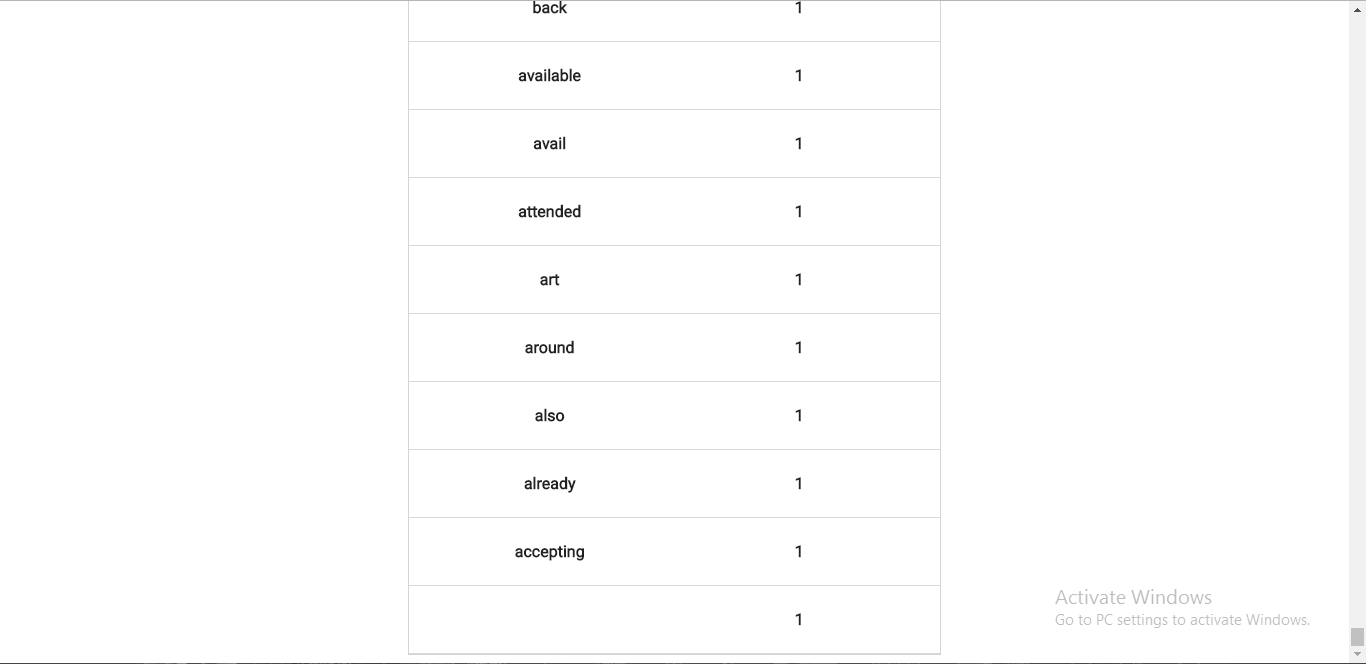 back 1
available 1
avail 1
attended 1
art 1
around 1
also 1
already 1
accepting 1
1
Activate Windows
Go to PC settings to activate Windows.